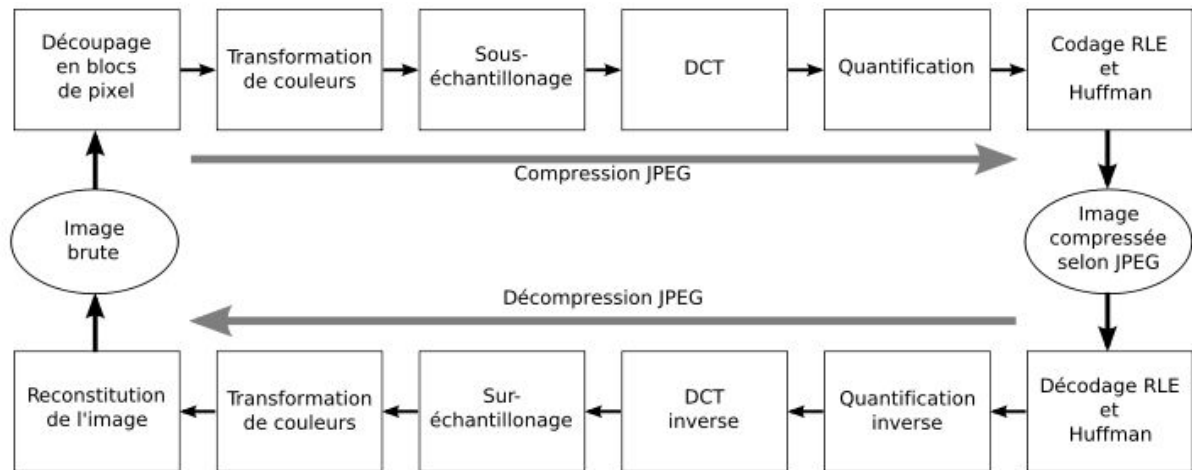 Découpage
en blocs
de pixel
Transformation
de couleurs
Sous-
échantillonage
DCT
Quantification
Codage RLE
et
Huffman
Compression JPEG
Image
brute
Image
compressée
selon JPEG
Décompression JPEG
Reconstitution
de l'image
Transformation
de couleurs
Sur-
échantillonage
DCT
inverse
Quantification
inverse
Décodage RLE
et
Huffman